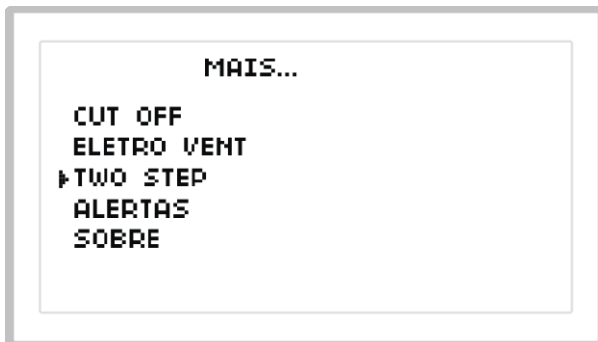 MAIS...
CUT OFF
ELETRO VENT
TWO STEP
ALERTAS
SOBRE